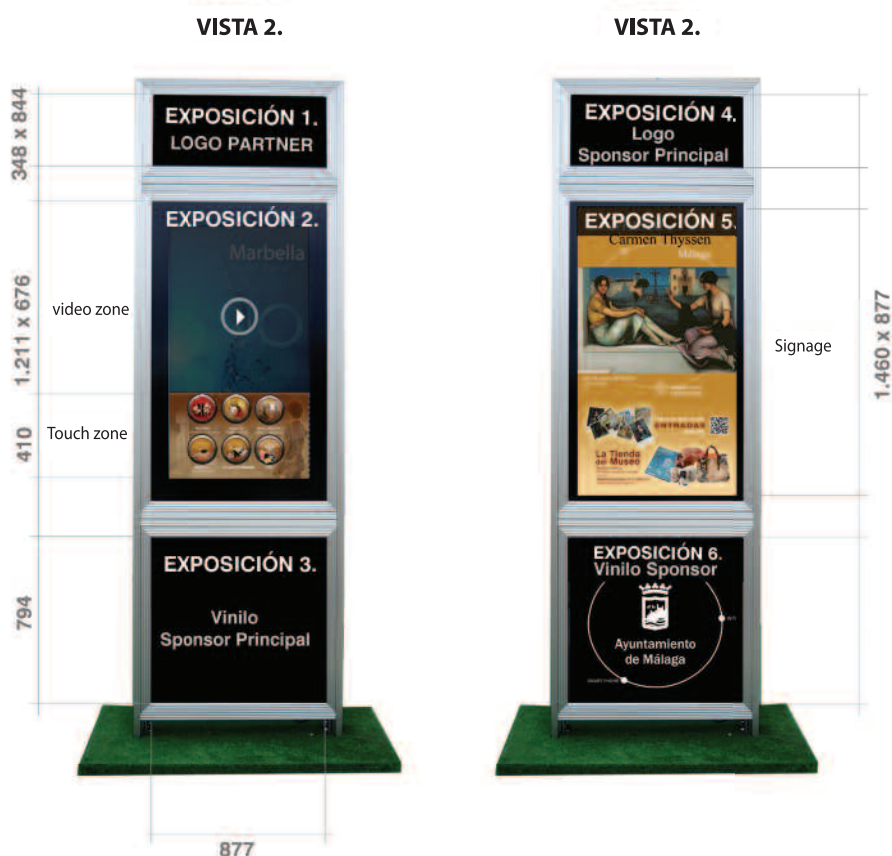 VISTA 2.
VISTA 2.
348 x 844
EXPOSICIÓN 1.
LOGO PARTNER
1.211 x 676
video zone
EXPOSICIÓN 2.
Marbella
410
Touch zone
794
EXPOSICIÓN 3.
Vinilo
Sponsor Principal
877
EXPOSICIÓN 4.
Logo
Sponsor Principal
EXPOSICIÓN 5.
Carmen Thyssen
Málaga
ENTRADAS
La Tienda
del Museo
Signage
1.460 x 877
EXPOSICIÓN 6.
Vinilo Sponsor
Ayuntamiento
de Málaga